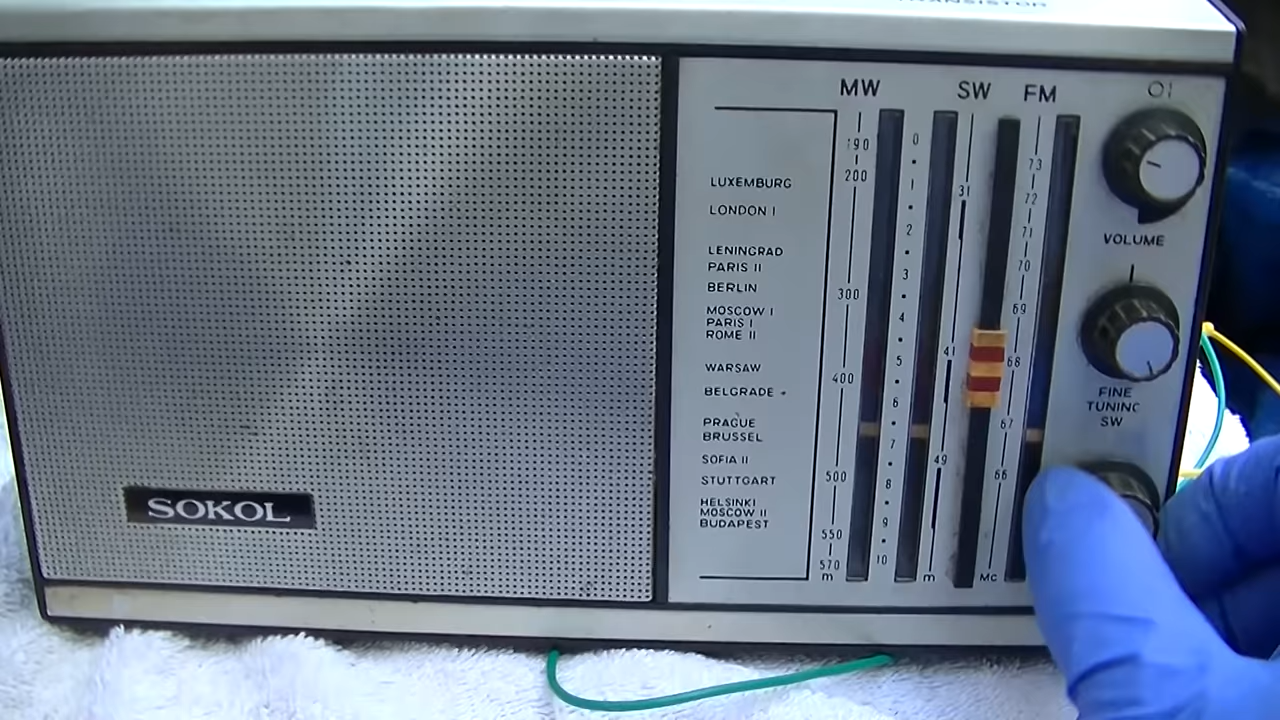 TRANSISTOR
MW SW FM
VOLUME
FINE
TUNING
SW
LUXEMBURG
LONDON I
LENINGRAD
PARIS II
BERLIN
MOSCOW I
PARIS I
ROME II
WARSAW
BELGRADE
PRAGUE
BRUSSEL
SOFIA II
STUTTGART
HELSINKI
MOSCOW II
BUDAPEST
190
200
300
400
500
550
570
m
0
1
2
3
4
5
6
7
8
9
10
31
41
49
m
73
72
71
70
69
68
67
66
Mc
SOKOL